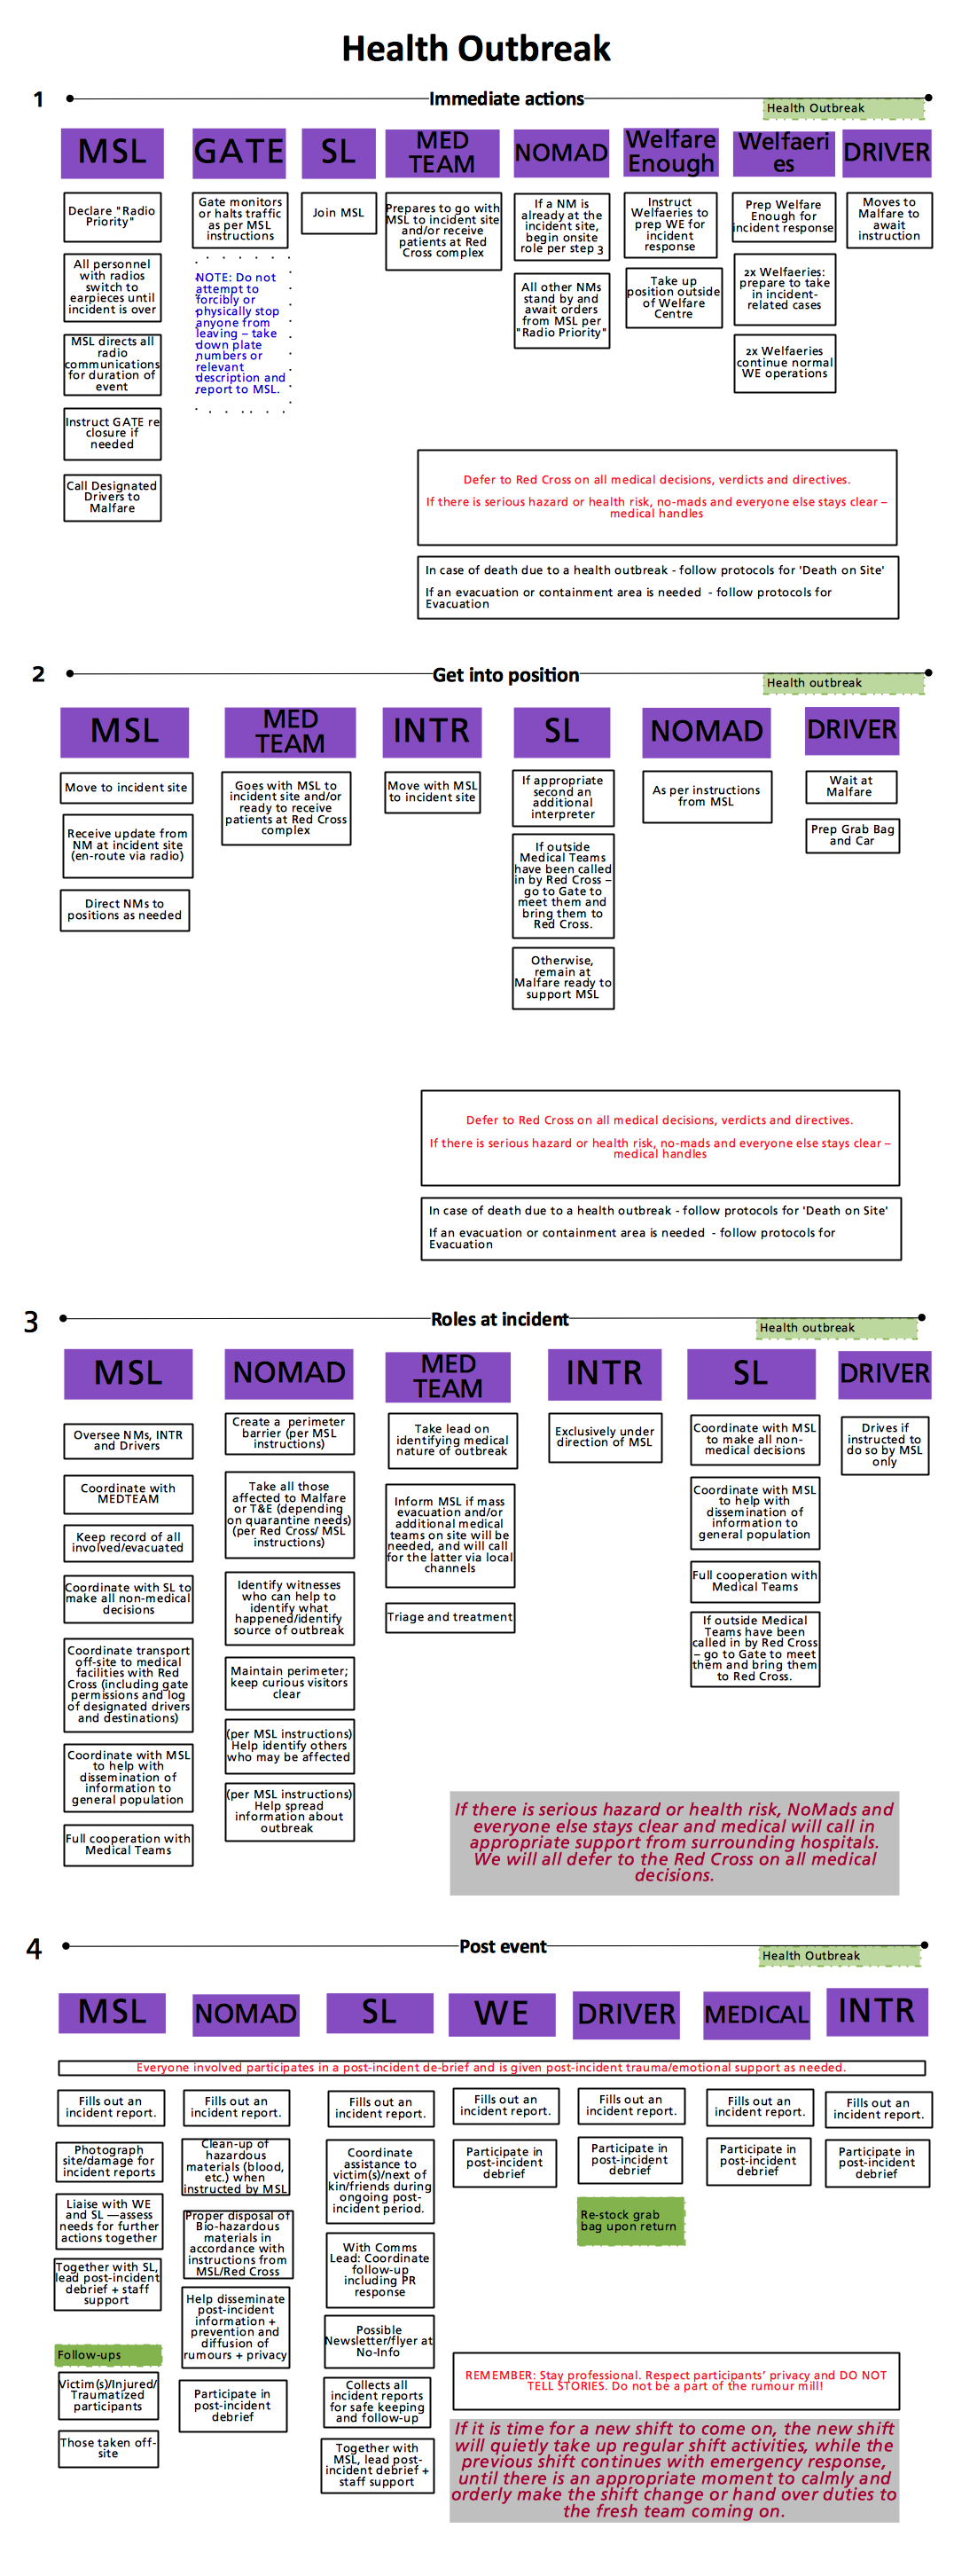 Health Outbreak
1
Immediate actions
Health Outbreak
MSL
Declare "Radio
Priority"
All personnel
with radios
switch to
earpieces until
incident is over
MSL directs all
radio
communications
for duration of
event
Instruct GATE re
closure if
needed
Call Designated
Drivers to
Malfare
GATE
Gate monitors
or halts traffic
as per MSL
instructions
NOTE: Do not
attempt to
forcibly or
physically stop
anyone from
leaving – take
down plate
numbers or
relevant
description and
report to MSL.
SL
Join MSL
MED
TEAM
Prepares to go with
MSL to incident site
and/or receive
patients at Red
Cross complex
NOMAD
If a NM is
already at the
incident site,
begin onsite
role per step 3
All other NMs
stand by and
await orders
from MSL per
"Radio Priority"
Welfare
Enough
Instruct
Welfaeries to
prep WE for
incident
response
Take up
position outside
of Welfare
Centre
Welfaeri
es
Prep Welfare
Enough for
incident response
2x Welfaeries:
prepare to take
in incident-
related cases
2x Welfaeries
continue normal
WE operations
DRIVER
Moves to
Malfare to
await
instruction
Defer to Red Cross on all medical decisions, verdicts and directives.
If there is serious hazard or health risk, no-mads and everyone else stays clear –
medical handles
In case of death due to a health outbreak - follow protocols for 'Death on Site'
If an evacuation or containment area is needed  - follow protocols for
Evacuation
2
Get into position
Health outbreak
MSL
Move to incident site
Receive update from
NM at incident site
(en-route via radio)
Direct NMs to
positions as needed
MED
TEAM
Goes with MSL to
incident site and/or
ready to receive
patients at Red Cross
complex
INTR
Move with MSL
to incident site
SL
If appropriate
second an
additional
interpreter
If outside
Medical Teams
have been called
in by Red Cross –
go to Gate to
meet them and
bring them to
Red Cross.
Otherwise,
remain at
Malfare ready to
support MSL
NOMAD
As per instructions
from MSL
DRIVER
Wait at
Malfare
Prep Grab Bag
and Car
Defer to Red Cross on all medical decisions, verdicts and directives.
If there is serious hazard or health risk, no-mads and everyone else stays clear –
medical handles
In case of death due to a health outbreak - follow protocols for 'Death on Site'
If an evacuation or containment area is needed  - follow protocols for
Evacuation
3
Roles at incident
Health outbreak
MSL
Oversee NMs, INTR
and Drivers
Coordinate with
MEDTEAM
Keep record of all
involved/evacuated
Coordinate with SL to
make all non-medical
decisions
Coordinate transport
off-site to medical
facilities with Red
Cross (including gate
permissions and log
of designated drivers
and destinations)
Coordinate with MSL
to help with
dissemination of
information to
general population
Full cooperation with
Medical Teams
NOMAD
Create a  perimeter
barrier (per MSL
instructions)
Take all those
affected to Malfare
or T&E (depending
on quarantine needs)
(per Red Cross/ MSL
instructions)
Identify witnesses
who can help to
identify what
happened/identify
source of outbreak
Maintain perimeter;
keep curious visitors
clear
(per MSL instructions)
Help identify others
who may be affected
(per MSL instructions)
Help spread
information about
outbreak
MED
TEAM
Take lead on
identifying medical
nature of outbreak
Inform MSL if mass
evacuation and/or
additional medical
teams on site will be
needed, and will call
for the latter via local
channels
Triage and treatment
INTR
Exclusively under
direction of MSL
SL
Coordinate with MSL
to make all non-
medical decisions
Coordinate with MSL
to help with
dissemination of
information to
general population
Full cooperation with
Medical Teams
If outside Medical
Teams have been
called in by Red Cross
– go to Gate to meet
them and bring them
to Red Cross.
DRIVER
Drives if
instructed to
do so by MSL
only
If there is serious hazard or health risk, NoMads and
everyone else stays clear and medical will call in
appropriate support from surrounding hospitals.
We will all defer to the Red Cross on all medical
decisions.
4
Post event
Health Outbreak
MSL
NOMAD
SL
WE
DRIVER
MEDICAL
INTR
Everyone involved participates in a post-incident de-brief and is given post-incident trauma/emotional support as needed.
Fills out an
incident report.
Photograph
site/damage for
incident reports
Liaise with WE
and SL —assess
needs for further
actions together
Together with SL,
lead post-incident
debrief + staff
support
Follow-ups
Victim(s)/Injured/
Traumatized
participants
Those taken off-
site
Fills out an
incident report.
Clean-up of
hazardous
materials (blood,
etc.) when
instructed by MSL
Proper disposal of
Bio-hazardous
materials in
accordance with
instructions from
MSL/Red Cross
Help disseminate
post-incident
information +
prevention and
diffusion of
rumours + privacy
Participate in
post-incident
debrief
Fills out an
incident report.
Coordinate
assistance to
victim(s)/next of
kin/friends during
ongoing post-
incident period.
With Comms
Lead: Coordinate
follow-up
including PR
response
Possible
Newsletter/flyer at
No-Info
Collects all
incident reports
for safe keeping
and follow-up
Together with
MSL, lead post-
incident debrief +
staff support
Fills out an
incident report.
Participate in
post-incident
debrief
Fills out an
incident report.
Participate in
post-incident
debrief
Re-stock grab
bag upon return
Fills out an
incident report.
Participate in
post-incident
debrief
Fills out an
incident report.
Participate in
post-incident
debrief
REMEMBER: Stay professional. Respect participants' privacy and DO NOT
TELL STORIES. Do not be a part of the rumour mill!
If it is time for a new shift to come on, the new shift
will quietly take up regular shift activities, while the
previous shift continues with emergency response,
until there is an appropriate moment to calmly and
orderly make the shift change or hand over duties to
the fresh team coming on.